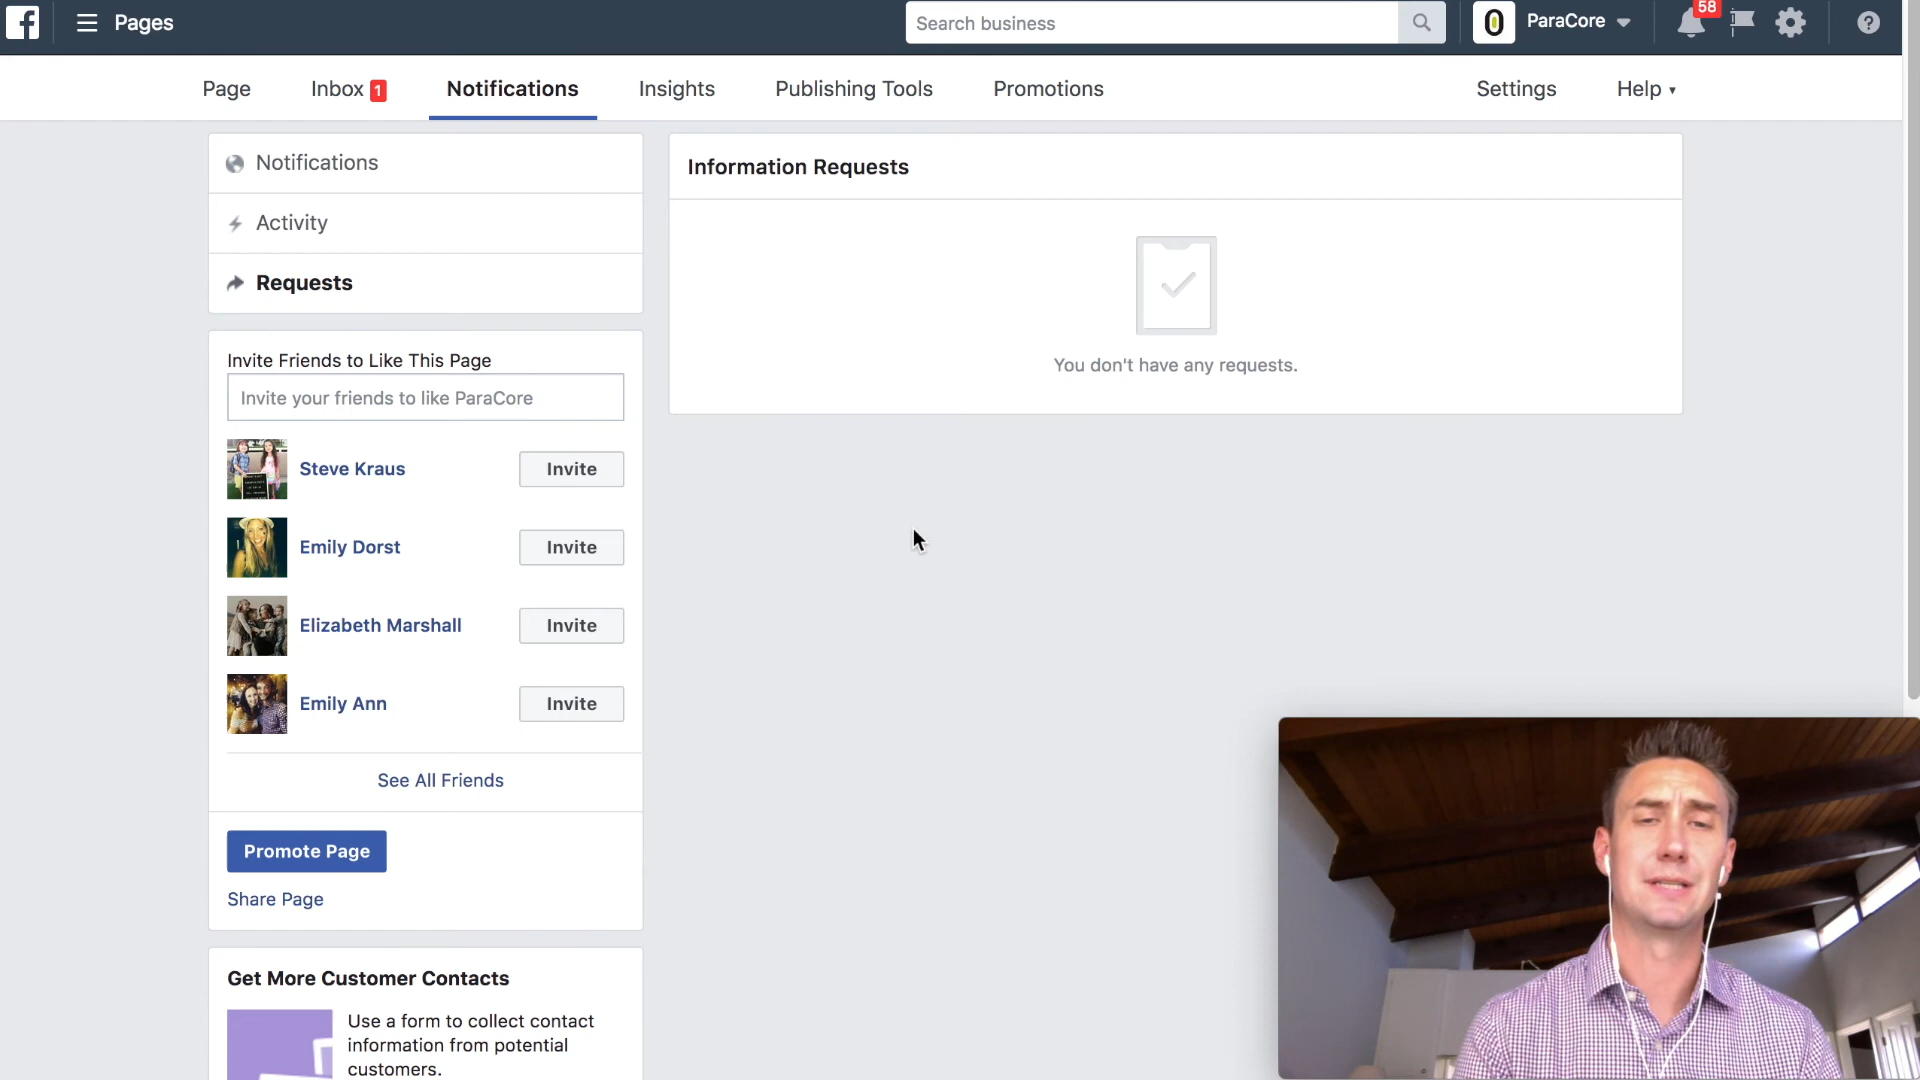 Pages
Search business
ParaCore
58
Page
Inbox 1
Notifications
Insights
Publishing Tools
Promotions
Settings
Help
Notifications
Activity
Requests
Information Requests
You don't have any requests.
Invite Friends to Like This Page
Invite your friends to like ParaCore
Steve Kraus
Invite
Emily Dorst
Invite
Elizabeth Marshall
Invite
Emily Ann
Invite
See All Friends
Promote Page
Share Page
Get More Customer Contacts
Use a form to collect contact
information from potential
customers.